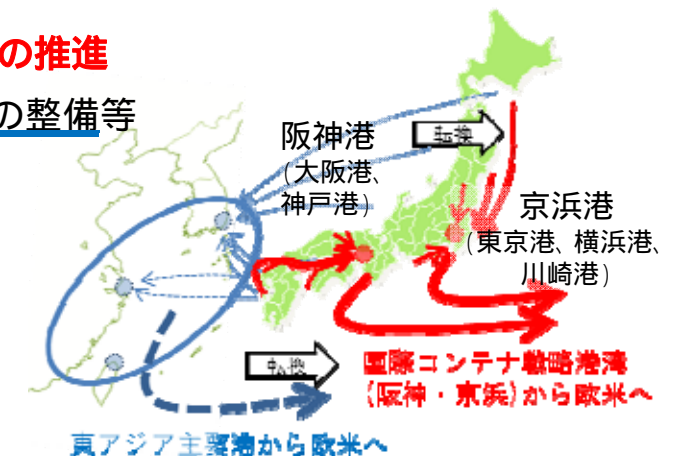 の推進
の整備等
阪神港
(大阪港、
神戸港)
転換
京浜港
(東京港、横浜港、
川崎港)
転換
国際コンテナ戦略港湾
(阪神・京浜)から欧米へ
東アジア主要港から欧米へ